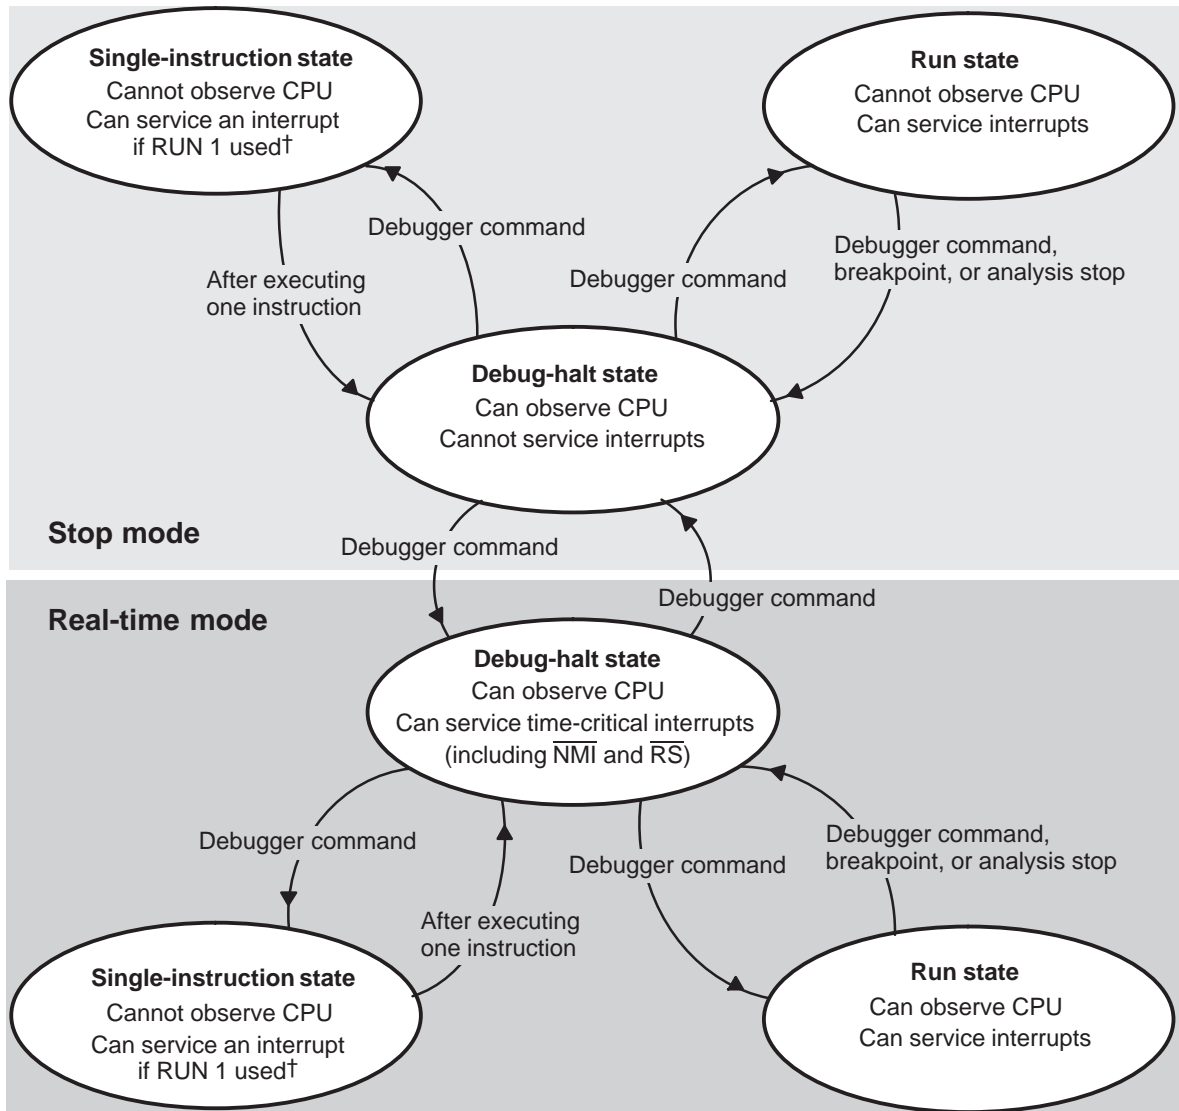 Single-instruction state
Cannot observe CPU
Can service an interrupt
if RUN 1 used†
Run state
Cannot observe CPU
Can service interrupts
Debugger command
After executing
one instruction
Debugger command
Debugger command,
breakpoint, or analysis stop
Debug-halt state
Can observe CPU
Cannot service interrupts
Stop mode
Debugger command
Debugger command
Real-time mode
Debug-halt state
Can observe CPU
Can service time-critical interrupts
(including N̅M̅I̅ and R̅S̅)
Debugger command
After executing
one instruction
Debugger command
Debugger command,
breakpoint, or analysis stop
Single-instruction state
Cannot observe CPU
Can service an interrupt
if RUN 1 used†
Run state
Can observe CPU
Can service interrupts